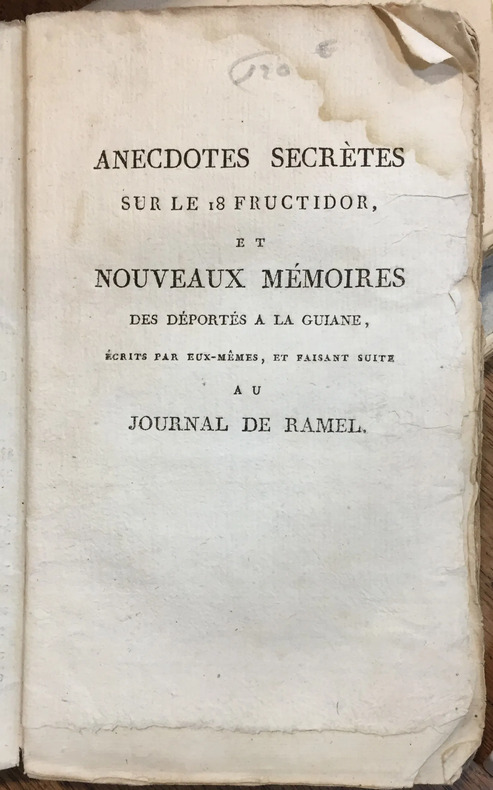 120 €
ANECDOTES SECRÈTES
SUR LE 18 FRUCTIDOR,
ET
NOUVEAUX MÉMOIRES
DES DÉPORTÉS A LA GUIANE,
ÉCRITS PAR EUX-MÊMES, ET FAISANT SUITE
AU
JOURNAL DE RAMEL.